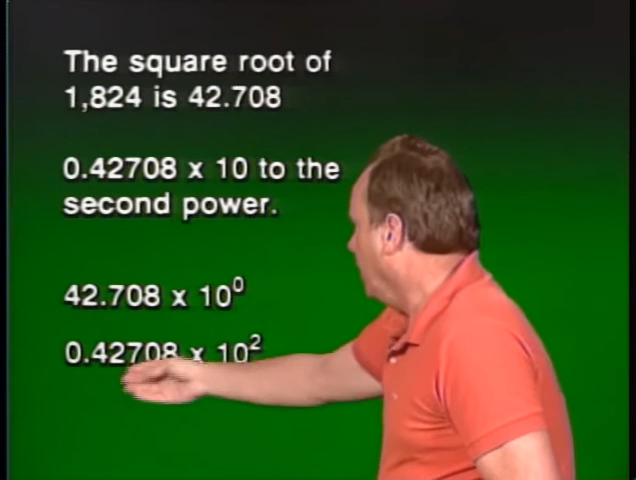 The square root of
1,824 is 42.708
0.42708 x 10 to the
second power.
42.708 x 10⁰
0.42708 x 10²